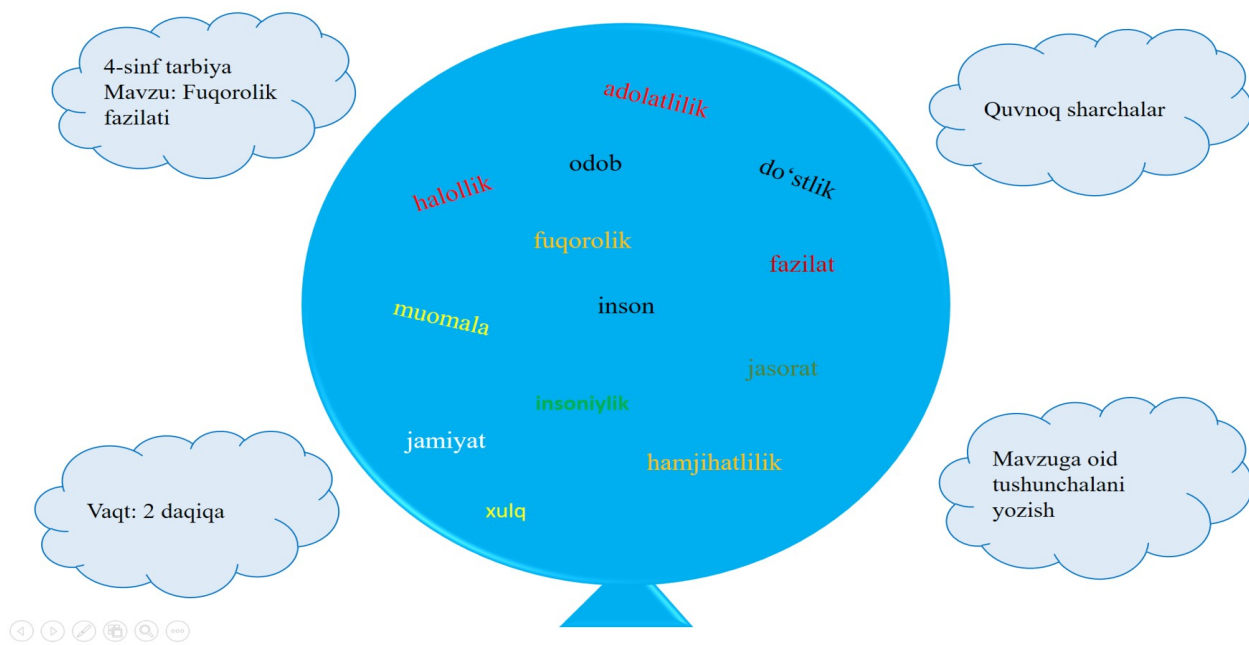 4-sinf tarbiya
Mavzu: Fuqorolik
fazilati
Quvnoq sharchalar
adolatlilik
odob
do‘stlik
halollik
fuqorolik
fazilat
inson
muomala
jasorat
insoniylik
jamiyat
hamjihatlilik
xulq
Vaqt: 2 daqiqa
Mavzuga oid
tushunchalani
yozish